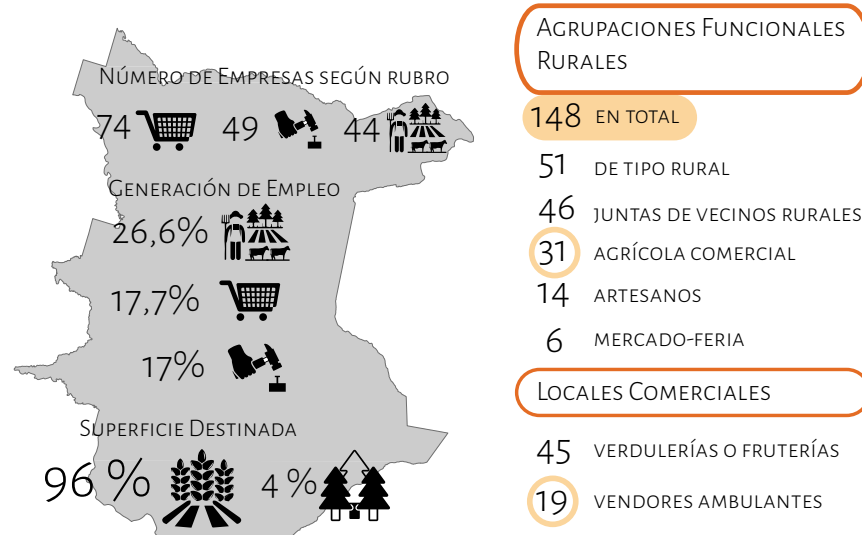 Número de Empresas según rubro
74 49 44
Generación de Empleo
26,6%
17,7%
17%
Superficie Destinada
96 % 4 %
Agrupaciones Funcionales
Rurales
148 en total
51 de tipo rural
46 juntas de vecinos rurales
31 agrícola comercial
14 artesanos
6 mercado-feria
Locales Comerciales
45 verdulerías o fruterías
19 vendores ambulantes